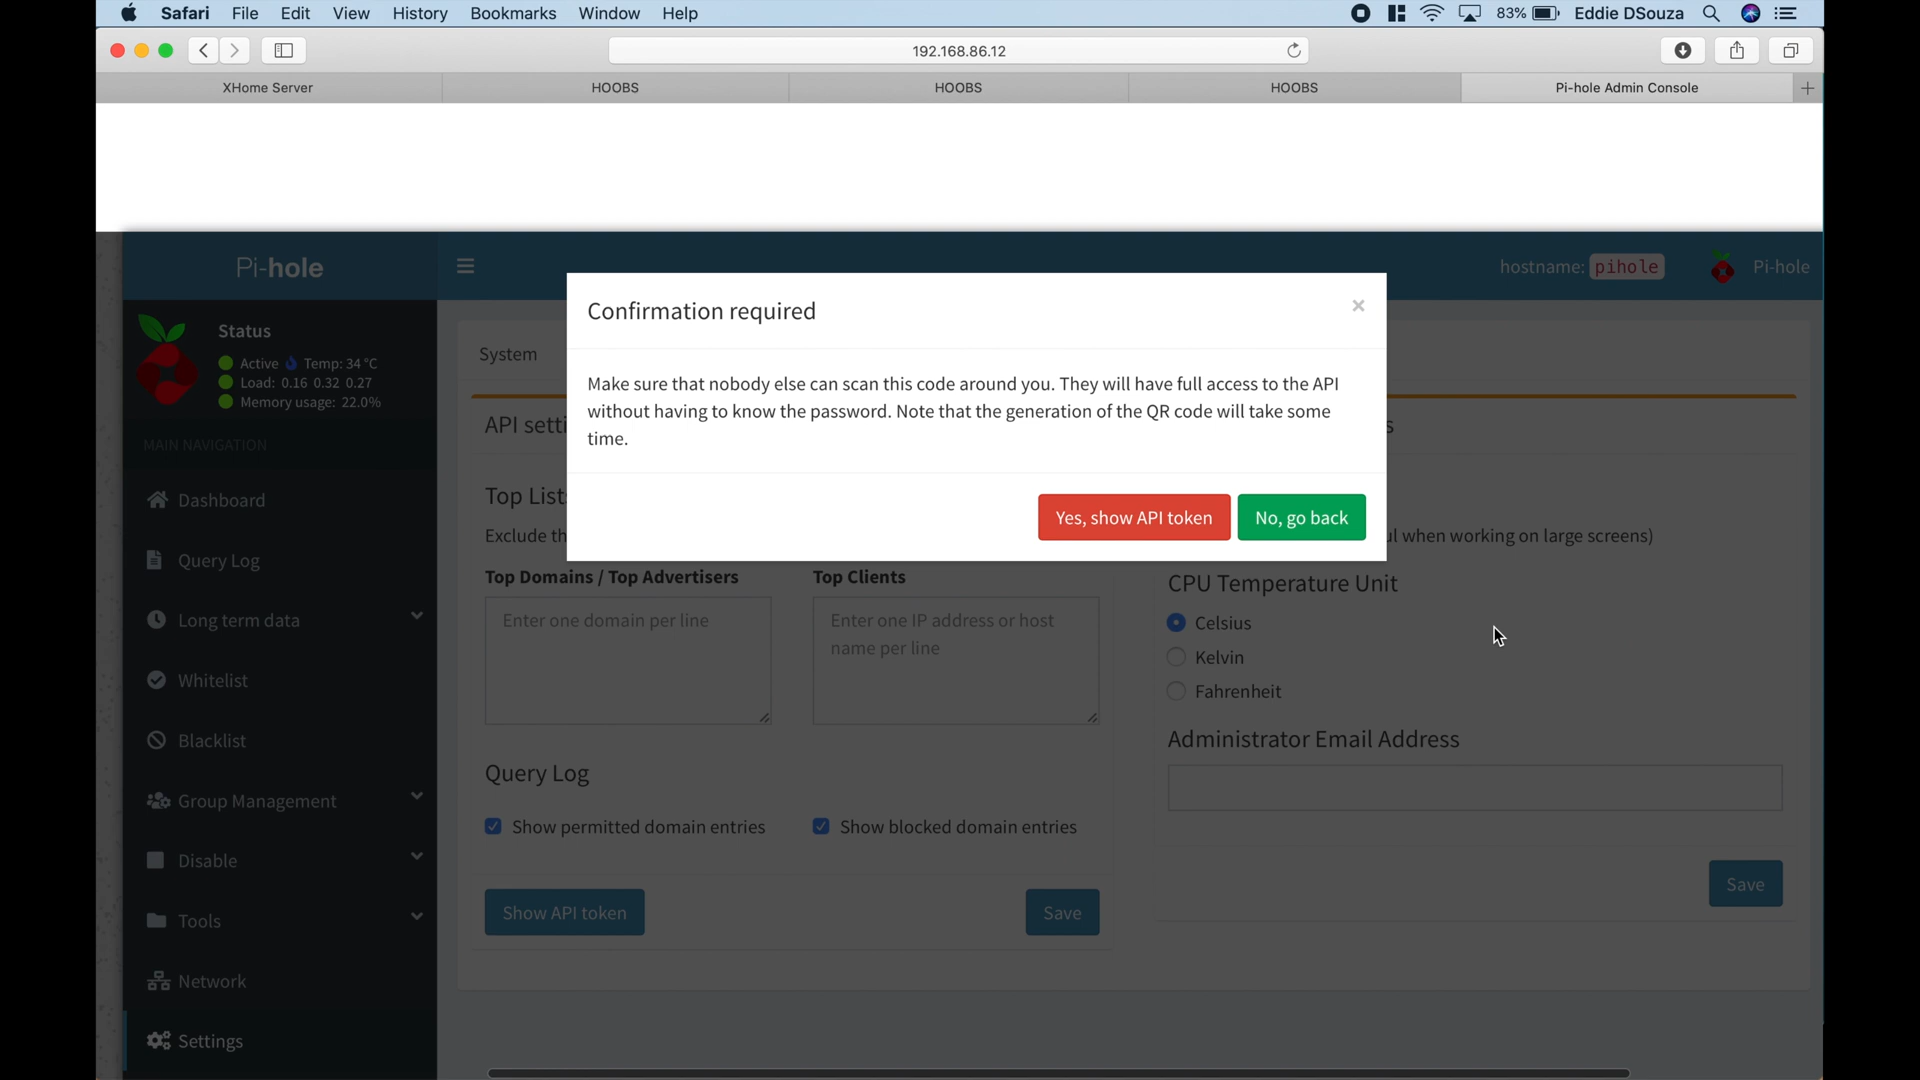 Safari File Edit View History Bookmarks Window Help 83% Eddie DSouza
192.168.86.12
XHome Server HOOBS HOOBS HOOBS Pi-hole Admin Console
Pi-hole hostname: pihole Pi-hole
Confirmation required ×
Make sure that nobody else can scan this code around you. They will have full access to the API
without having to know the password. Note that the generation of the QR code will take some
time.
Yes, show API token No, go back
Status
Active Temp: 34 °C
Load: 0.16 0.32 0.27
Memory usage: 22.0%
MAIN NAVIGATION
Dashboard
Query Log
Long term data
Whitelist
Blacklist
Group Management
Disable
Tools
Network
Settings
System
API setti
s
Top Lists
Exclude th
ul when working on large screens)
Top Domains / Top Advertisers Top Clients
Enter one domain per line
Enter one IP address or host
name per line
Query Log
Show permitted domain entries Show blocked domain entries
Show API token Save
CPU Temperature Unit
Celsius
Kelvin
Fahrenheit
Administrator Email Address
Save